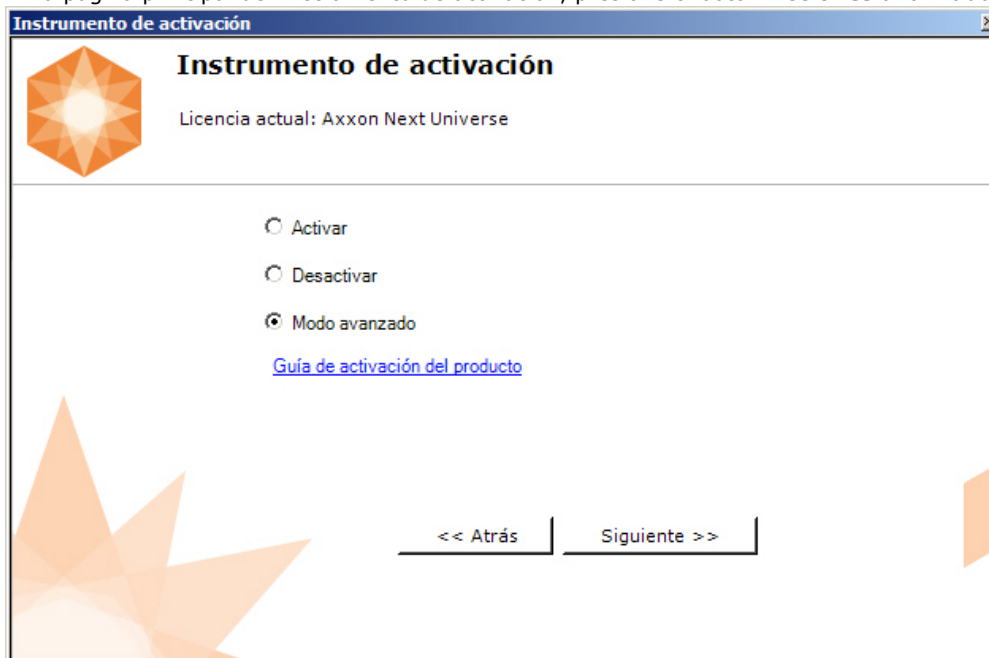 Instrumento de activación
Instrumento de activación
Licencia actual: Axxon Next Universe
Activar
Desactivar
Modo avanzado
Guía de activación del producto
<< Atrás
Siguiente >>